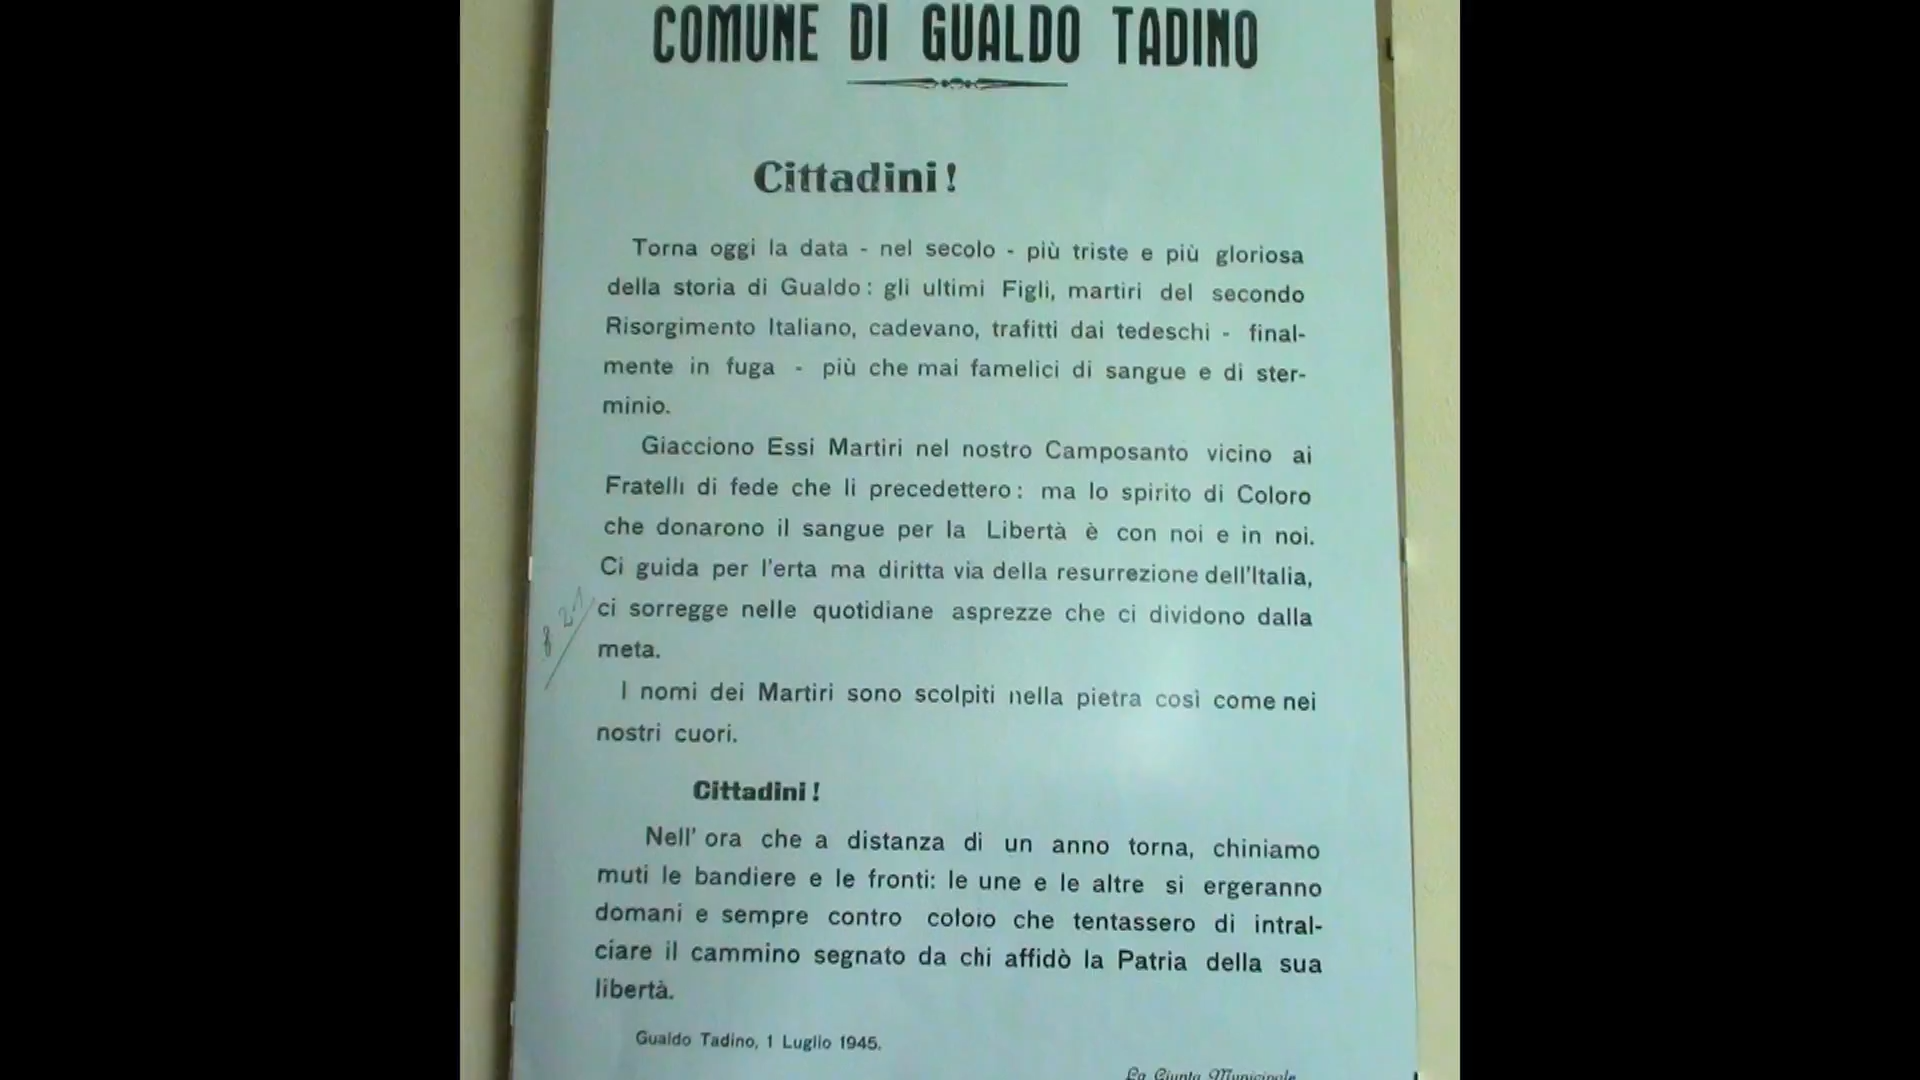 COMUNE DI GUALDO TADINO
Cittadini!
Torna oggi la data - nel secolo - più triste e più gloriosa
della storia di Gualdo: gli ultimi Figli, martiri del secondo
Risorgimento Italiano, cadevano, trafitti dai tedeschi - final-
mente in fuga - più che mai famelici di sangue e di ster-
minio.
Giacciono Essi Martiri nel nostro Camposanto vicino ai
Fratelli di fede che li precedettero: ma lo spirito di Coloro
che donarono il sangue per la Libertà è con noi e in noi.
Ci guida per l'erta ma diritta via della resurrezione dell'Italia,
ci sorregge nelle quotidiane asprezze che ci dividono dalla
meta.
8 21
I nomi dei Martiri sono scolpiti nella pietra così come nei
nostri cuori.
Cittadini!
Nell' ora che a distanza di un anno torna, chiniamo
muti le bandiere e le fronti: le une e le altre si ergeranno
domani e sempre contro coloro che tentassero di intral-
ciare il cammino segnato da chi affidò la Patria della sua
libertà.
Gualdo Tadino, 1 Luglio 1945.
La Giunta Municipale